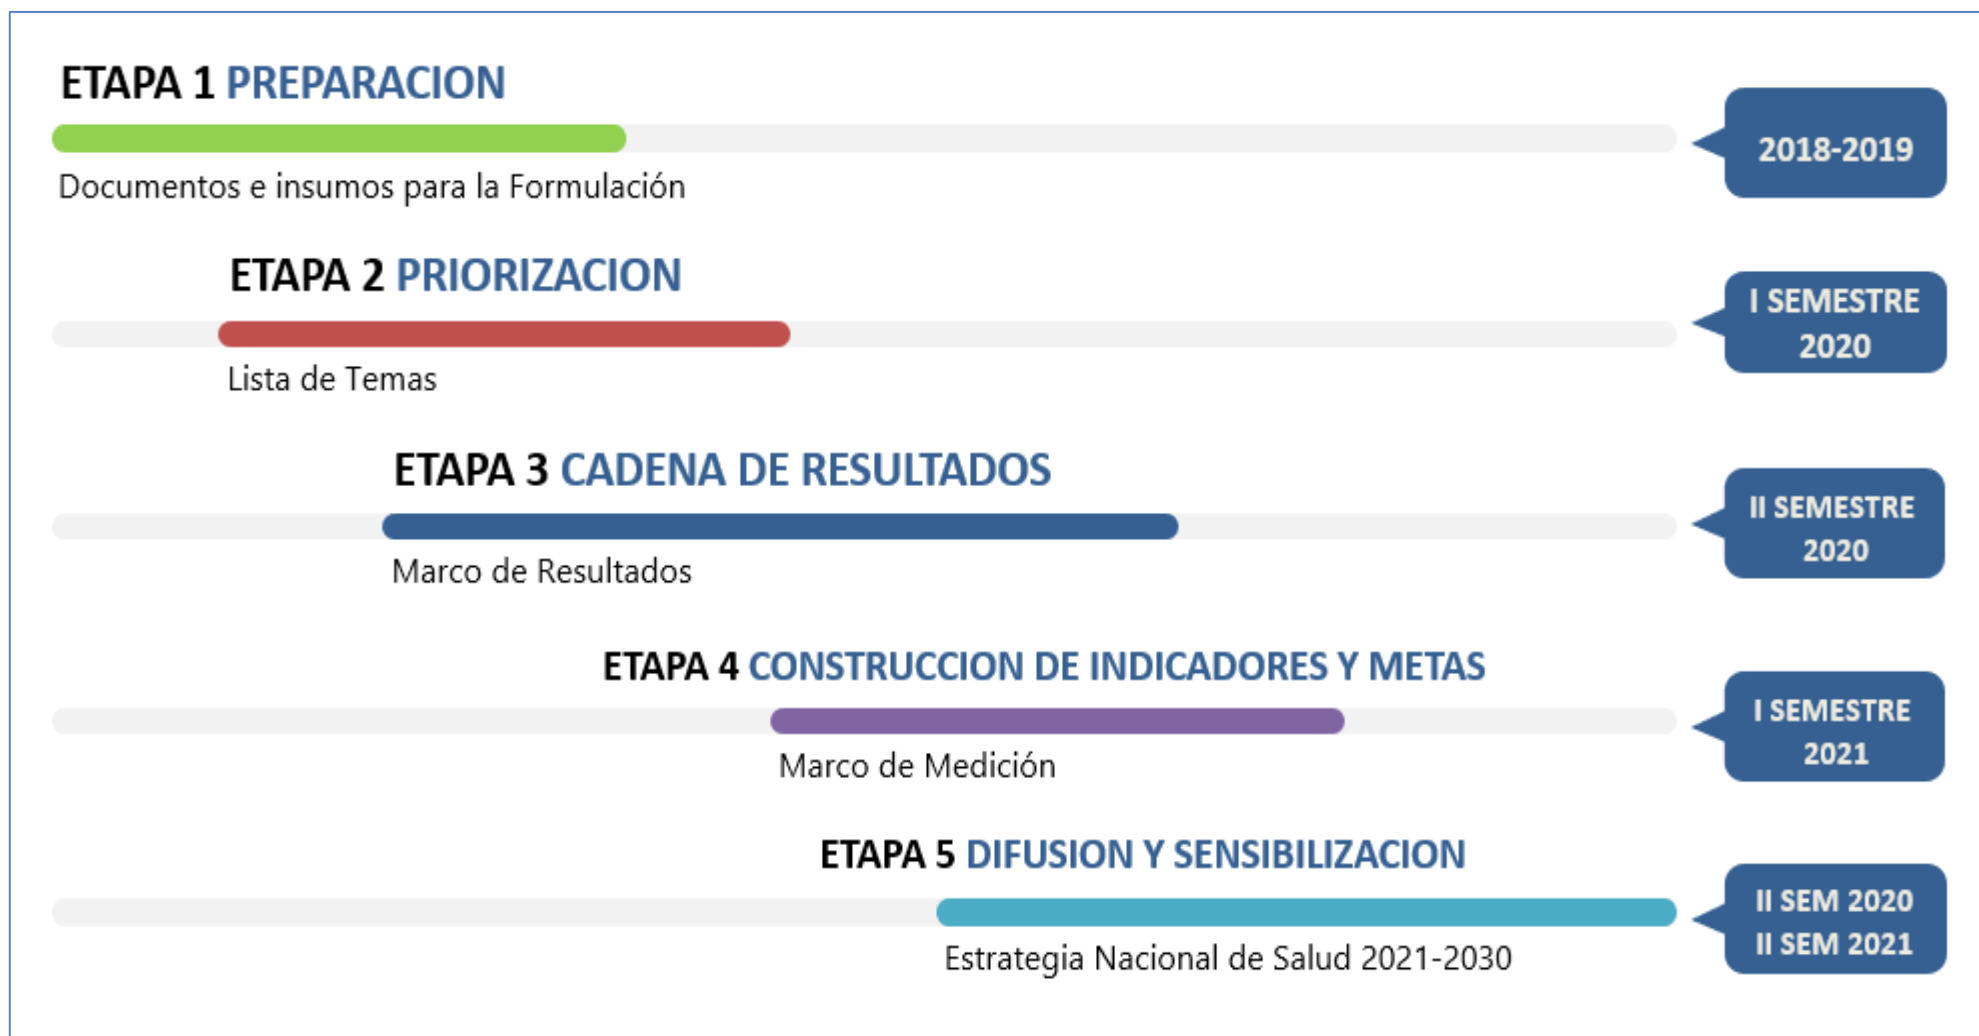 ETAPA 1 PREPARACION
2018-2019
Documentos e insumos para la Formulación
ETAPA 2 PRIORIZACION
I SEMESTRE
2020
Lista de Temas
ETAPA 3 CADENA DE RESULTADOS
II SEMESTRE
2020
Marco de Resultados
ETAPA 4 CONSTRUCCION DE INDICADORES Y METAS
I SEMESTRE
2021
Marco de Medición
ETAPA 5 DIFUSION Y SENSIBILIZACION
II SEM 2020
II SEM 2021
Estrategia Nacional de Salud 2021-2030